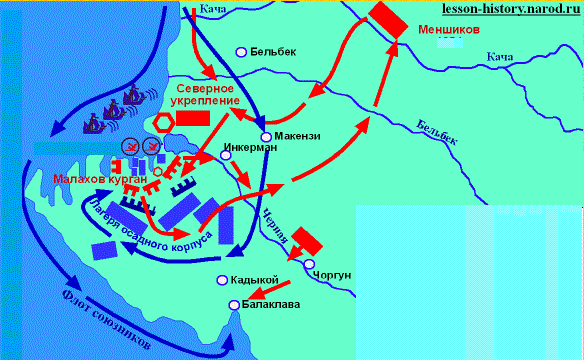 lesson-history.narod.ru
Кача
Меншиков
Бельбек
Кача
Северное
укрепление
Бельбек
Макензи
Инкерман
Малахов курган
Лагеря осадного корпуса
Черная
Чоргун
Кадыкой
Флот союзников
Балаклава